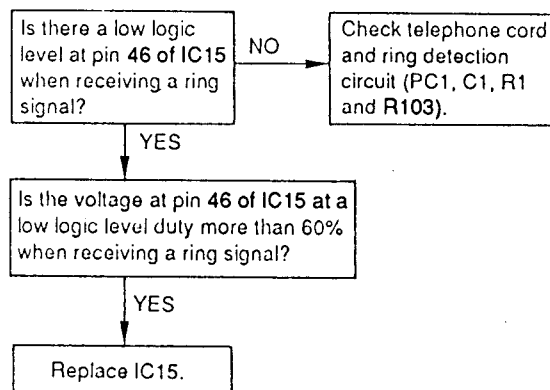 Is there a low logic
level at pin 46 of IC15
when receiving a ring
signal?
NO
Check telephone cord
and ring detection
circuit (PC1, C1, R1
and R103).
YES
Is the voltage at pin 46 of IC15 at a
low logic level duty more than 60%
when receiving a ring signal?
YES
Replace IC15.